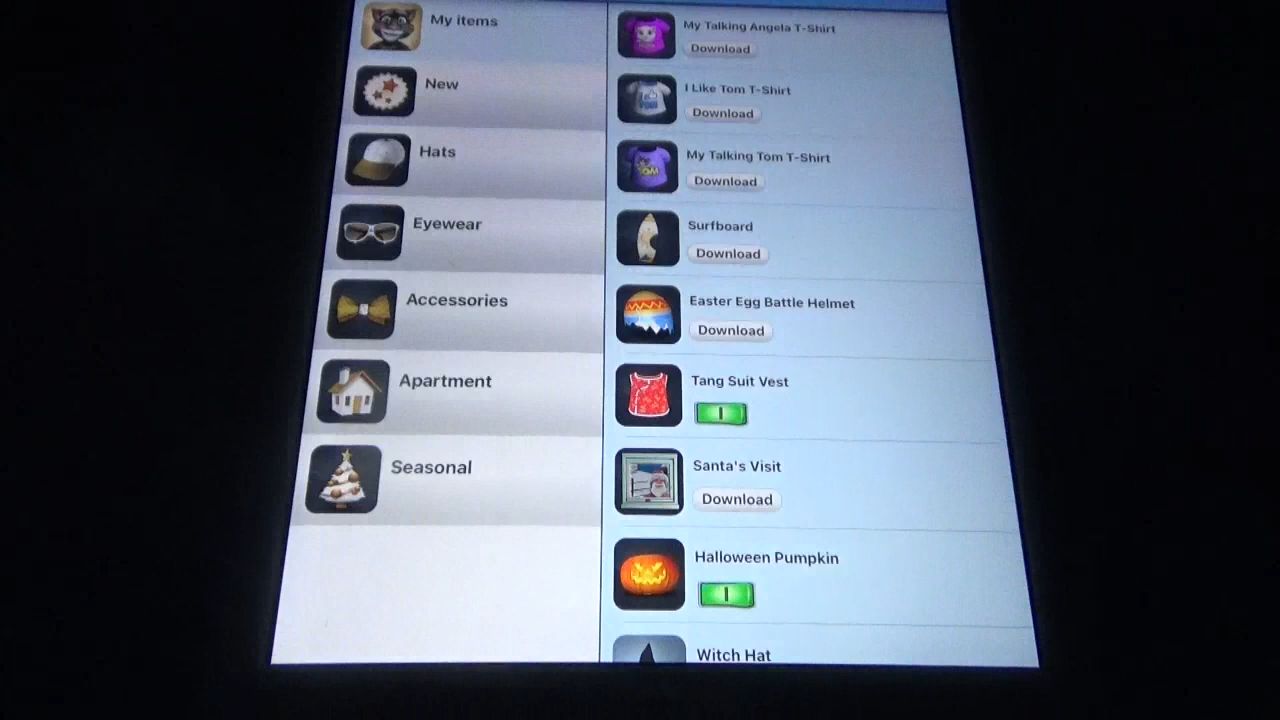 My items
New
Hats
Eyewear
Accessories
Apartment
Seasonal
My Talking Angela T-Shirt
Download
I Like Tom T-Shirt
Download
My Talking Tom T-Shirt
Download
Surfboard
Download
Easter Egg Battle Helmet
Download
Tang Suit Vest
Santa's Visit
Download
Halloween Pumpkin
Witch Hat